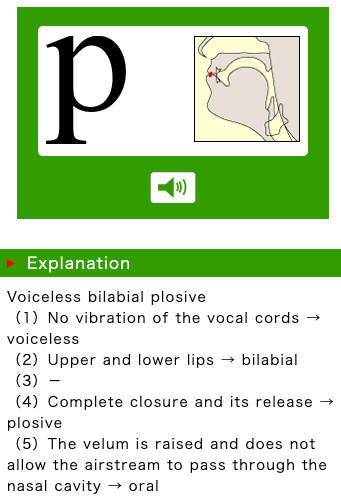 p
Explanation
Voiceless bilabial plosive
（1）No vibration of the vocal cords →
voiceless
（2）Upper and lower lips → bilabial
（3）－
（4）Complete closure and its release →
plosive
（5）The velum is raised and does not
allow the airstream to pass through the
nasal cavity → oral